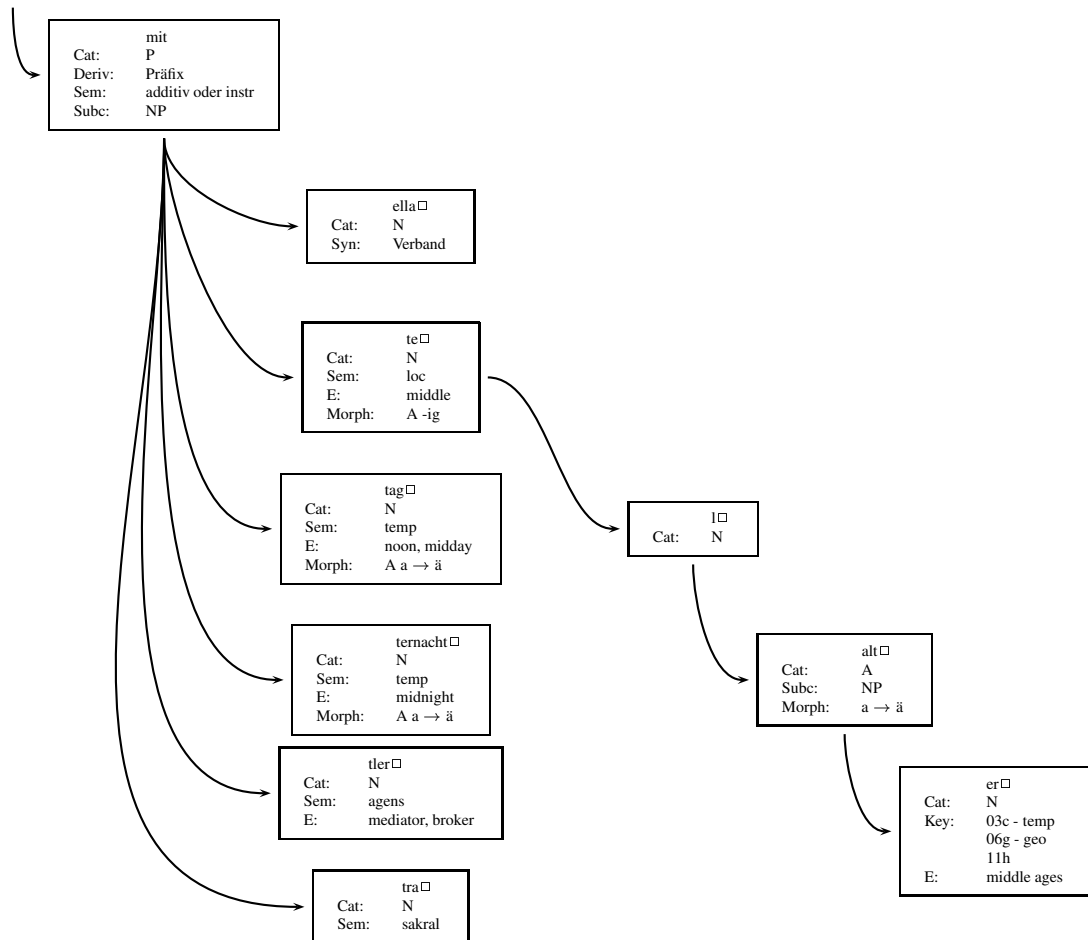 mit
Cat: P
Deriv: Präfix
Sem: additiv oder instr
Subc: NP
ella□
Cat: N
Syn: Verband
te□
Cat: N
Sem: loc
E: middle
Morph: A -ig
tag□
Cat: N
Sem: temp
E: noon, midday
Morph: A a → ä
ternacht□
Cat: N
Sem: temp
E: midnight
Morph: A a → ä
tler□
Cat: N
Sem: agens
E: mediator, broker
tra□
Cat: N
Sem: sakral
l□
Cat: N
alt□
Cat: A
Subc: NP
Morph: a → ä
er□
Cat: N
Key: 03c - temp
06g - geo
11h
E: middle ages